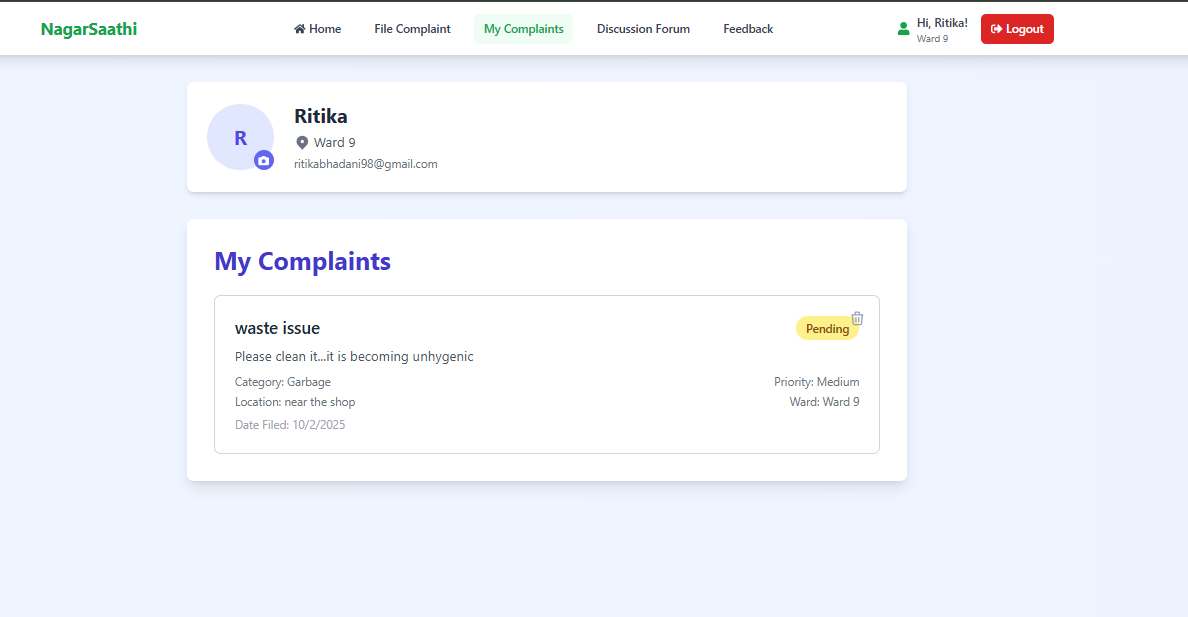 NagarSaathi
Home
File Complaint
My Complaints
Discussion Forum
Feedback
Hi, Ritika!
Ward 9
Logout
R
Ritika
Ward 9
ritikabhadani98@gmail.com
My Complaints
waste issue
Pending
Please clean it...it is becoming unhygenic
Category: Garbage
Priority: Medium
Location: near the shop
Ward: Ward 9
Date Filed: 10/2/2025